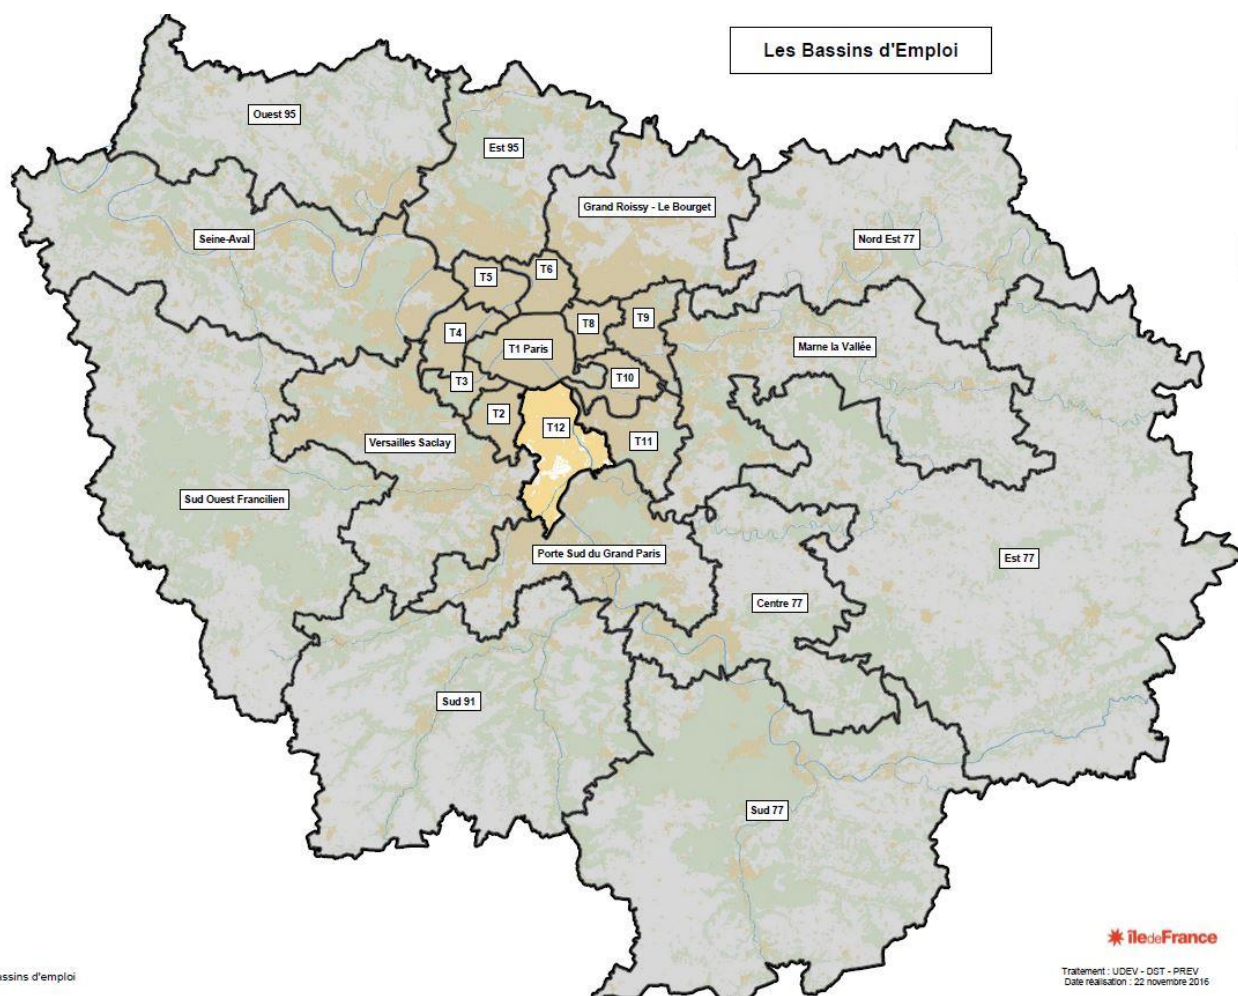 Les Bassins d'Emploi
Ouest 95
Est 95
Grand Roissy - Le Bourget
Seine-Aval
Nord Est 77
T5
T6
T4
T8
T9
T1 Paris
Marne la Vallée
T3
T10
T2
T12
T11
Versailles Saclay
Sud Ouest Francilien
Porte Sud du Grand Paris
Est 77
Centre 77
Sud 91
Sud 77
îledeFrance
assins d'emploi
Traitement : UDEV - DST - PREV
Date réalisation : 22 novembre 2016